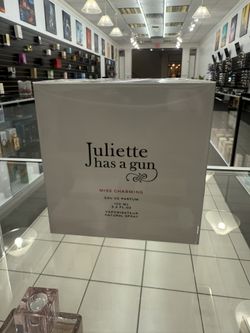 Juliette
has a gun
MISS CHARMING
EAU DE PARFUM
100 ML
3.3 FL.OZ
VAPORISATEUR
NATURAL SPRAY